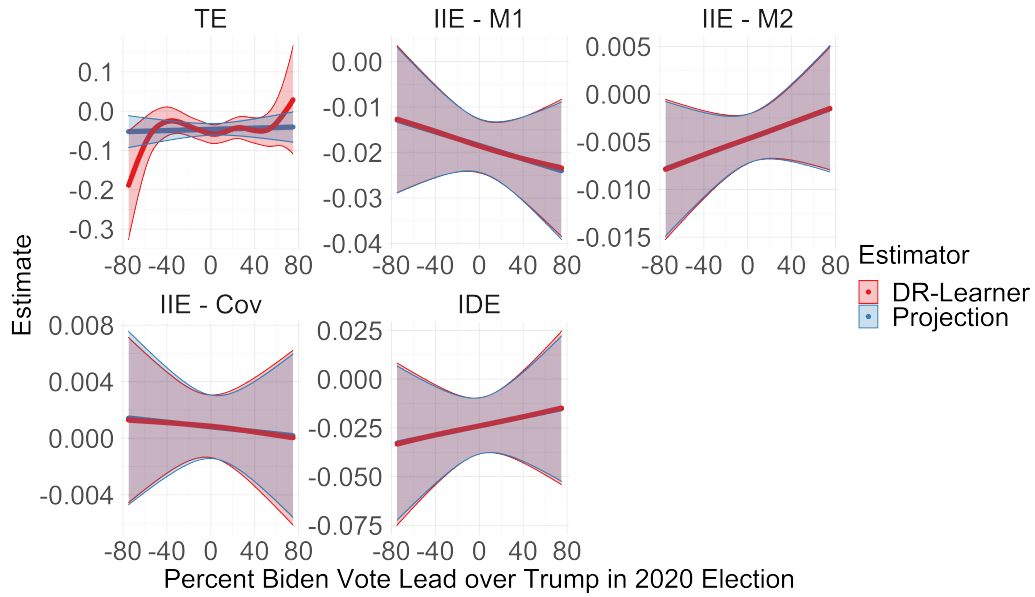 TE
IIE - M1
IIE - M2
0.1
0.0
-0.1
-0.2
-0.3
0.00
-0.01
-0.02
-0.03
-0.04
0.005
0.000
-0.005
-0.010
-0.015
-80 -40 0 40 80
-80 -40 0 40 80
-80 -40 0 40 80
Estimate
IIE - Cov
IDE
0.008
0.004
0.000
-0.004
0.025
0.000
-0.025
-0.050
-0.075
-80 -40 0 40 80
-80 -40 0 40 80
Percent Biden Vote Lead over Trump in 2020 Election
Estimator
DR-Learner
Projection